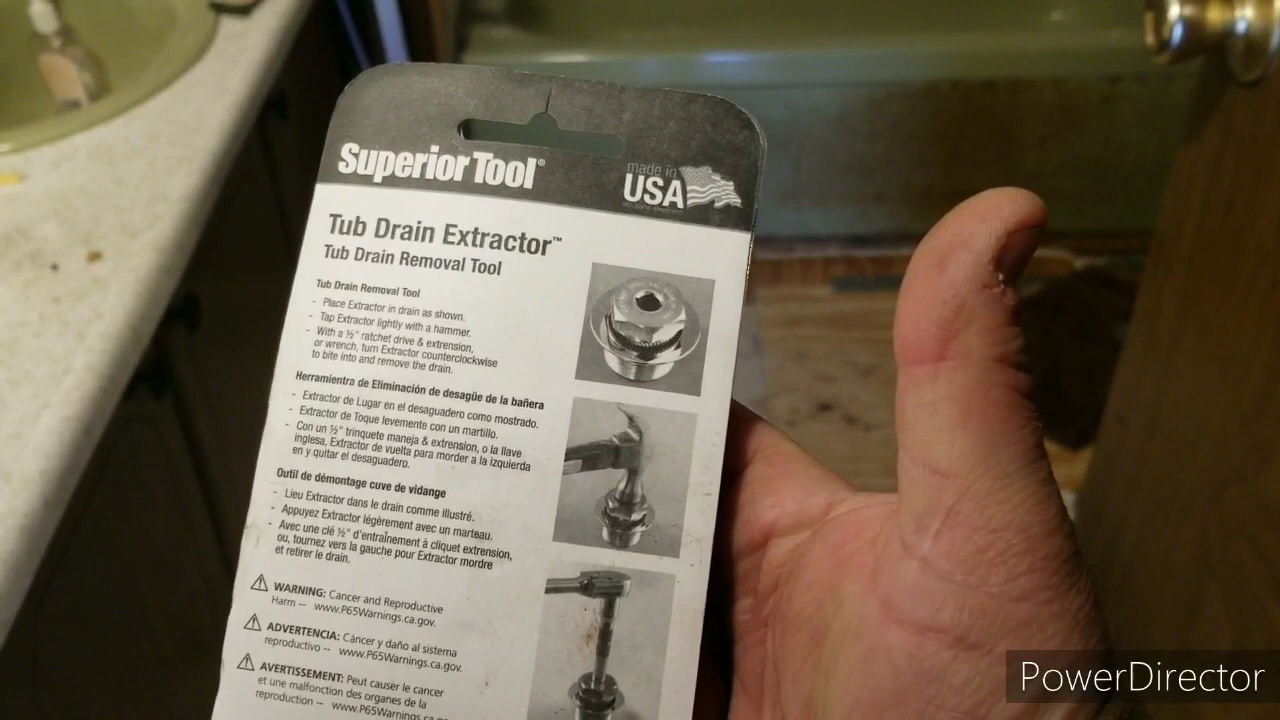 Superior Tool®
made in
USA
Tub Drain Extractor™
Tub Drain Removal Tool
Tub Drain Removal Tool
- Place Extractor in drain as shown.
- Tap Extractor lightly with a hammer.
- With a ½" ratchet drive & extrension,
or wrench, turn Extractor counterclockwise
to bite into and remove the drain.
Herramientra de Eliminación de desagüe de la bañera
- Extractor de Lugar en el desaguadero como mostrado.
- Extractor de Toque levemente con un martillo.
- Con un ½" trinquete maneja & extrension, o la llave
inglesa, Extractor de vuelta para morder a la izquierda
en y quitar el desaguadero.
Outil de démontage cuve de vidange
- Lieu Extractor dans le drain comme illustré.
- Appuyez Extractor légèrement avec un marteau.
- Avec une clé ½" d'entraînement à cliquet extrension,
ou, tournez vers la gauche pour Extractor mordre
et retirer le drain.
⚠ WARNING: Cancer and Reproductive
Harm -- www.P65Warnings.ca.gov.
⚠ ADVERTENCIA: Cáncer y daño al sistema
reproductivo -- www.P65Warnings.ca.gov.
⚠ AVERTISSEMENT: Peut causer le cancer
et une malfonction des organes de la
reproduction -- www.P65Warnings.ca.go
PowerDirector